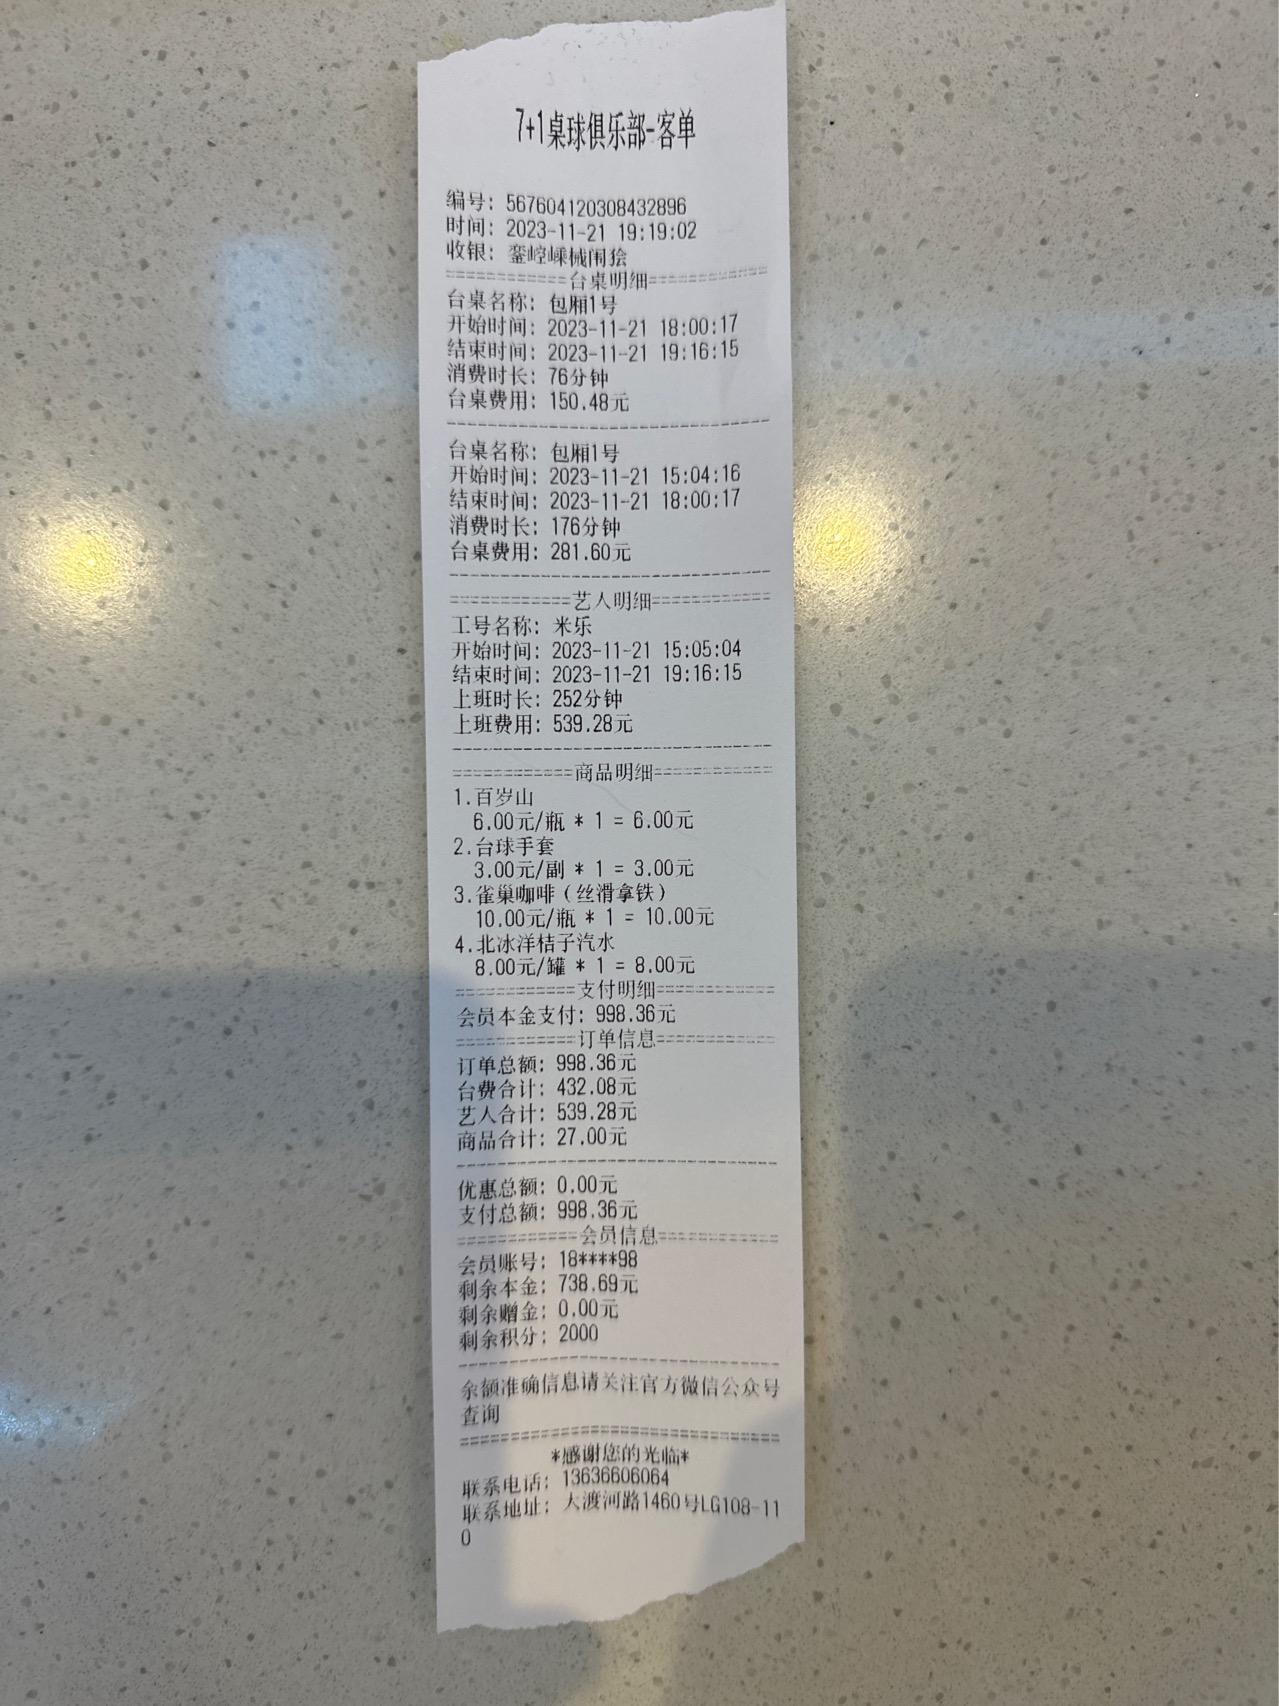 7+1桌球俱乐部-客单
编号: 567604120308432896
时间: 2023-11-21 19:19:02
收银:
============台桌明细============
台桌名称: 包厢1号
开始时间: 2023-11-21 18:00:17
结束时间: 2023-11-21 19:16:15
消费时长: 76分钟
台桌费用: 150.48元
--------------------------------
台桌名称: 包厢1号
开始时间: 2023-11-21 15:04:16
结束时间: 2023-11-21 18:00:17
消费时长: 176分钟
台桌费用: 281.60元
--------------------------------
============艺人明细============
工号名称: 米乐
开始时间: 2023-11-21 15:05:04
结束时间: 2023-11-21 19:16:15
上班时长: 252分钟
上班费用: 539.28元
--------------------------------
============商品明细============
1.百岁山
6.00元/瓶 * 1 = 6.00元
2.台球手套
3.00元/副 * 1 = 3.00元
3.雀巢咖啡(丝滑拿铁)
10.00元/瓶 * 1 = 10.00元
4.北冰洋桔子汽水
8.00元/罐 * 1 = 8.00元
============支付明细============
会员本金支付: 998.36元
============订单信息============
订单总额: 998.36元
台费合计: 432.08元
艺人合计: 539.28元
商品合计: 27.00元
--------------------------------
优惠总额: 0.00元
支付总额: 998.36元
============会员信息============
会员账号: 18****98
剩余本金: 738.69元
剩余赠金: 0.00元
剩余积分: 2000
--------------------------------
余额准确信息请关注官方微信公众号
查询
================================
*感谢您的光临*
联系电话: 13636606064
联系地址: 大渡河路1460号LG108-11
0